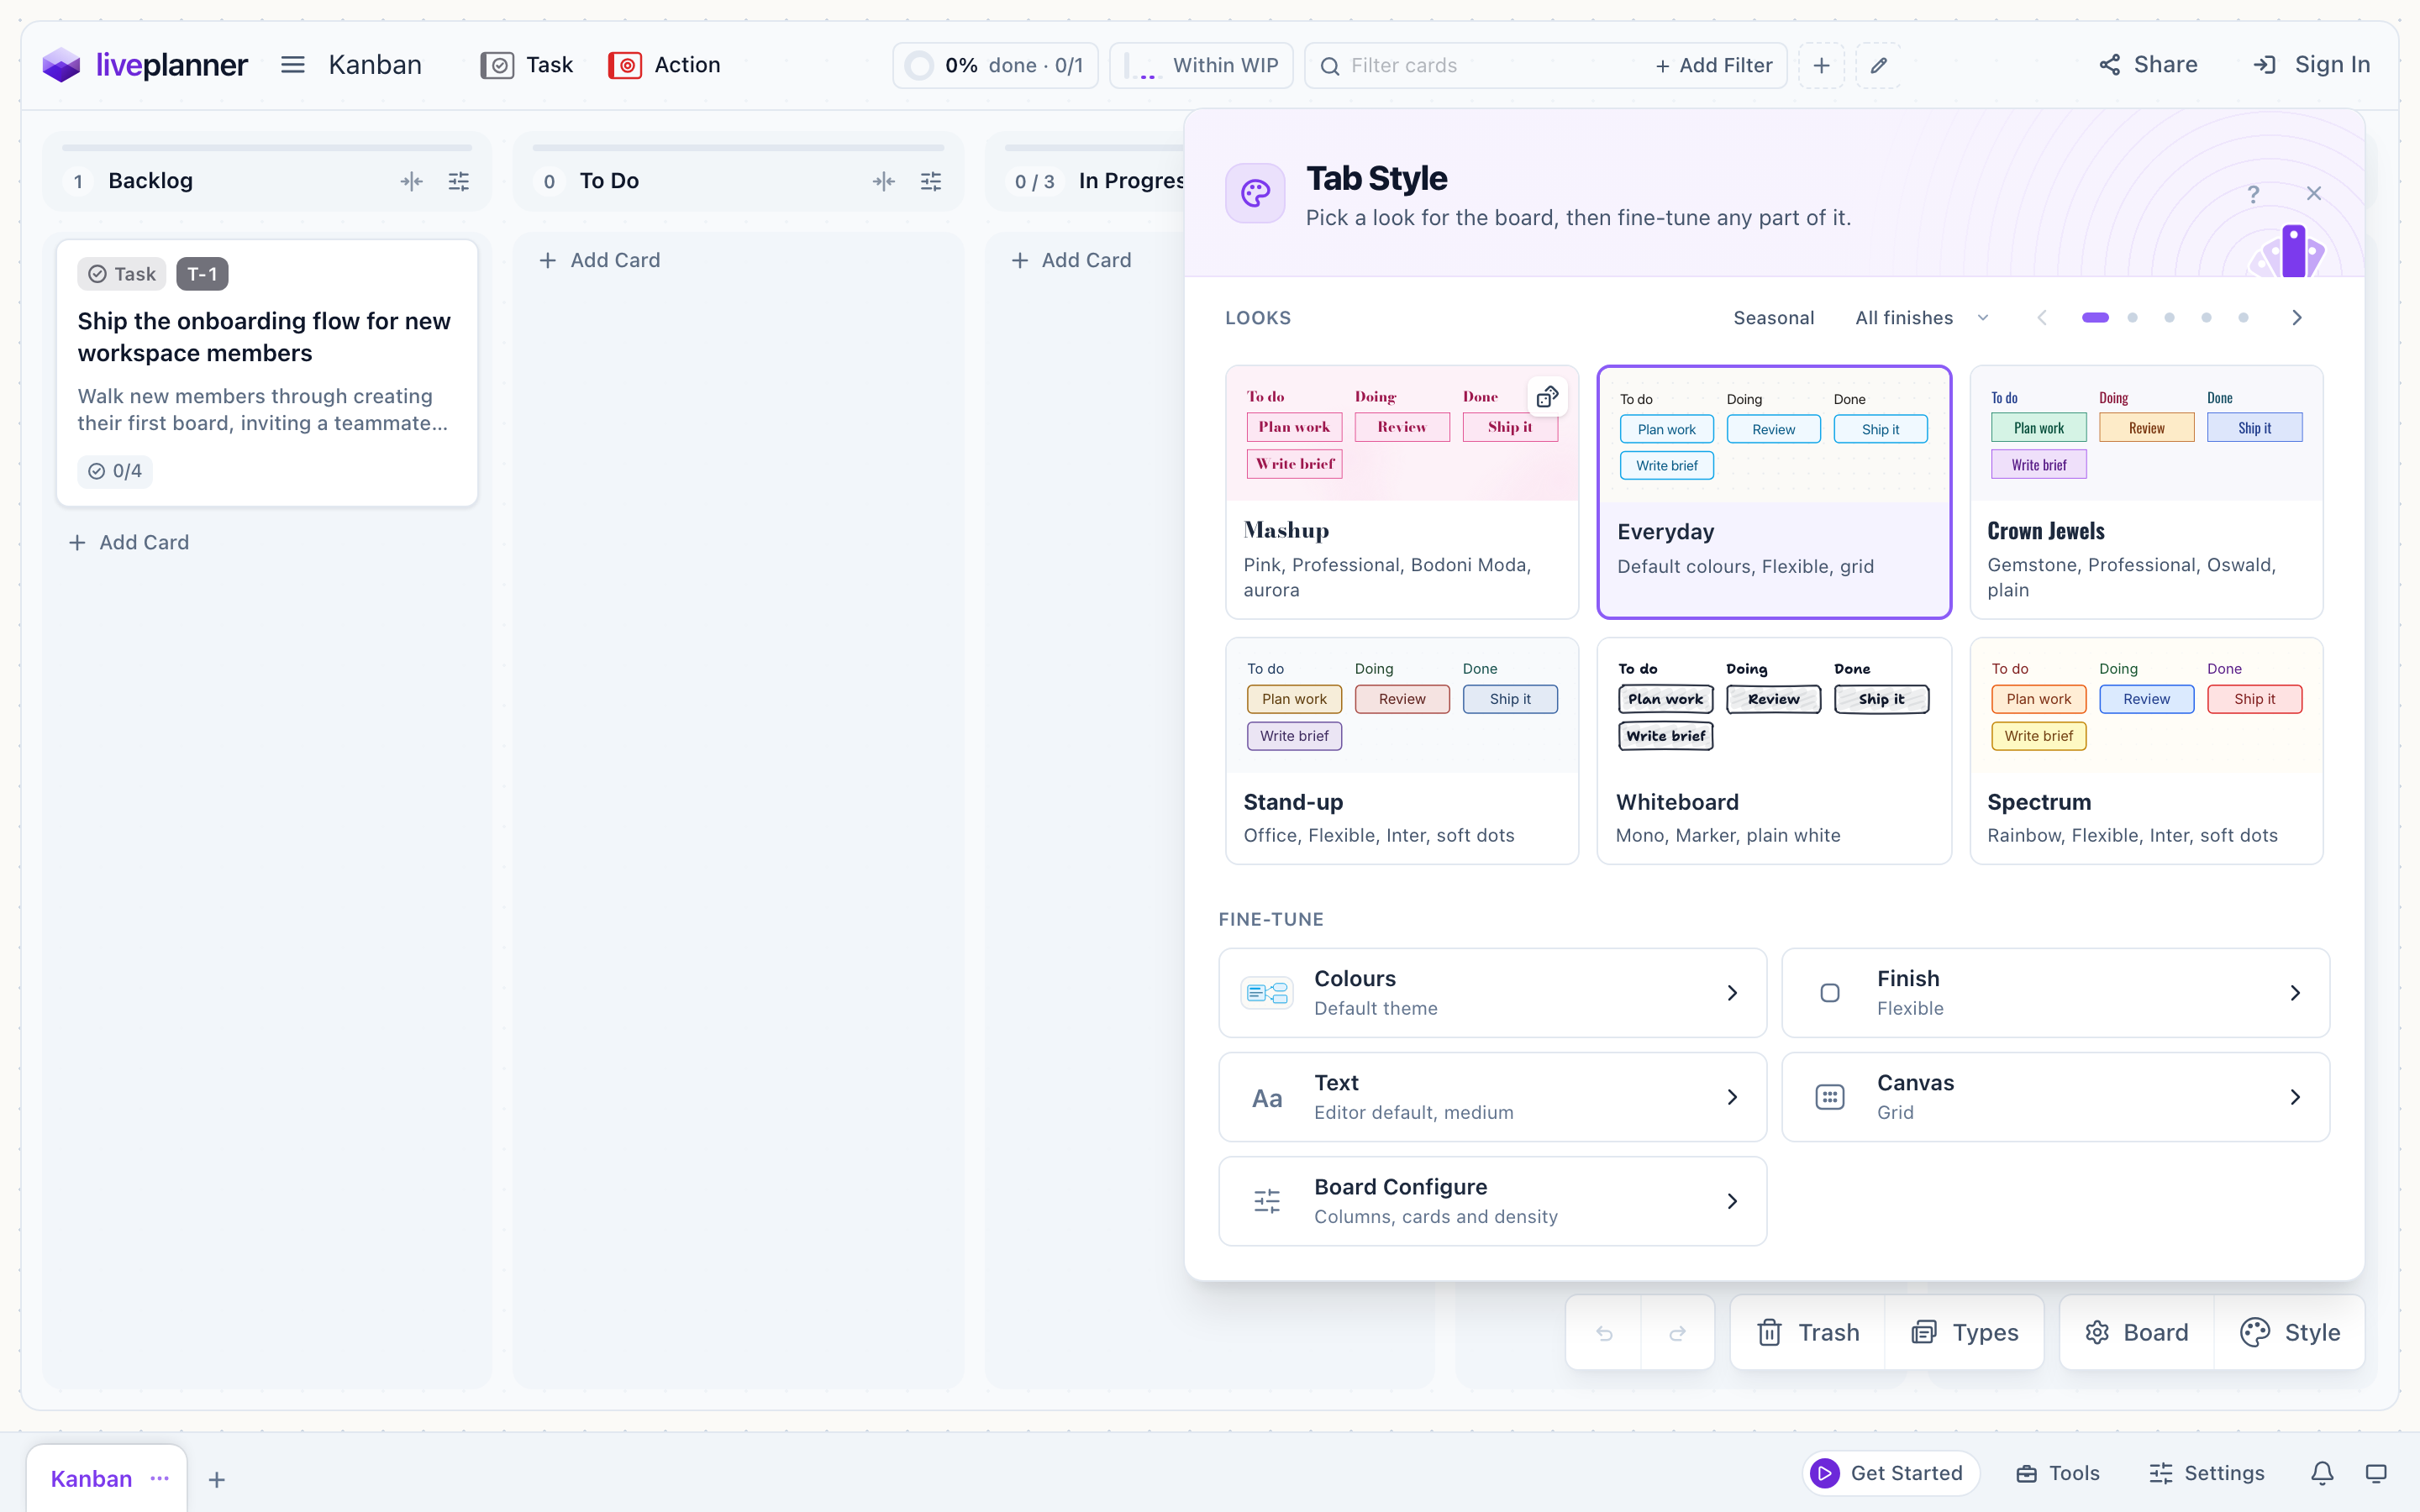 liveplanner
Kanban
Task
Action
0% done · 0/1
Within WIP
Filter cards
+ Add Filter
Share
Sign In
1 Backlog
0 To Do
0 / 3 In Progres
Task T-1
Ship the onboarding flow for new
workspace members
Walk new members through creating
their first board, inviting a teammate...
0/4
+ Add Card
+ Add Card
+ Add Card
Tab Style
Pick a look for the board, then fine-tune any part of it.
?
LOOKS
Seasonal
All finishes
To do Doing Done
Plan work Review Ship it
Write brief
Mashup
Pink, Professional, Bodoni Moda,
aurora
To do Doing Done
Plan work Review Ship it
Write brief
Everyday
Default colours, Flexible, grid
To do Doing Done
Plan work Review Ship it
Write brief
Crown Jewels
Gemstone, Professional, Oswald,
plain
To do Doing Done
Plan work Review Ship it
Write brief
Stand-up
Office, Flexible, Inter, soft dots
To do Doing Done
Plan work Review Ship it
Write brief
Whiteboard
Mono, Marker, plain white
To do Doing Done
Plan work Review Ship it
Write brief
Spectrum
Rainbow, Flexible, Inter, soft dots
FINE-TUNE
Colours
Default theme
Finish
Flexible
Aa
Text
Editor default, medium
Canvas
Grid
Board Configure
Columns, cards and density
Trash
Types
Board
Style
Kanban
Get Started
Tools
Settings